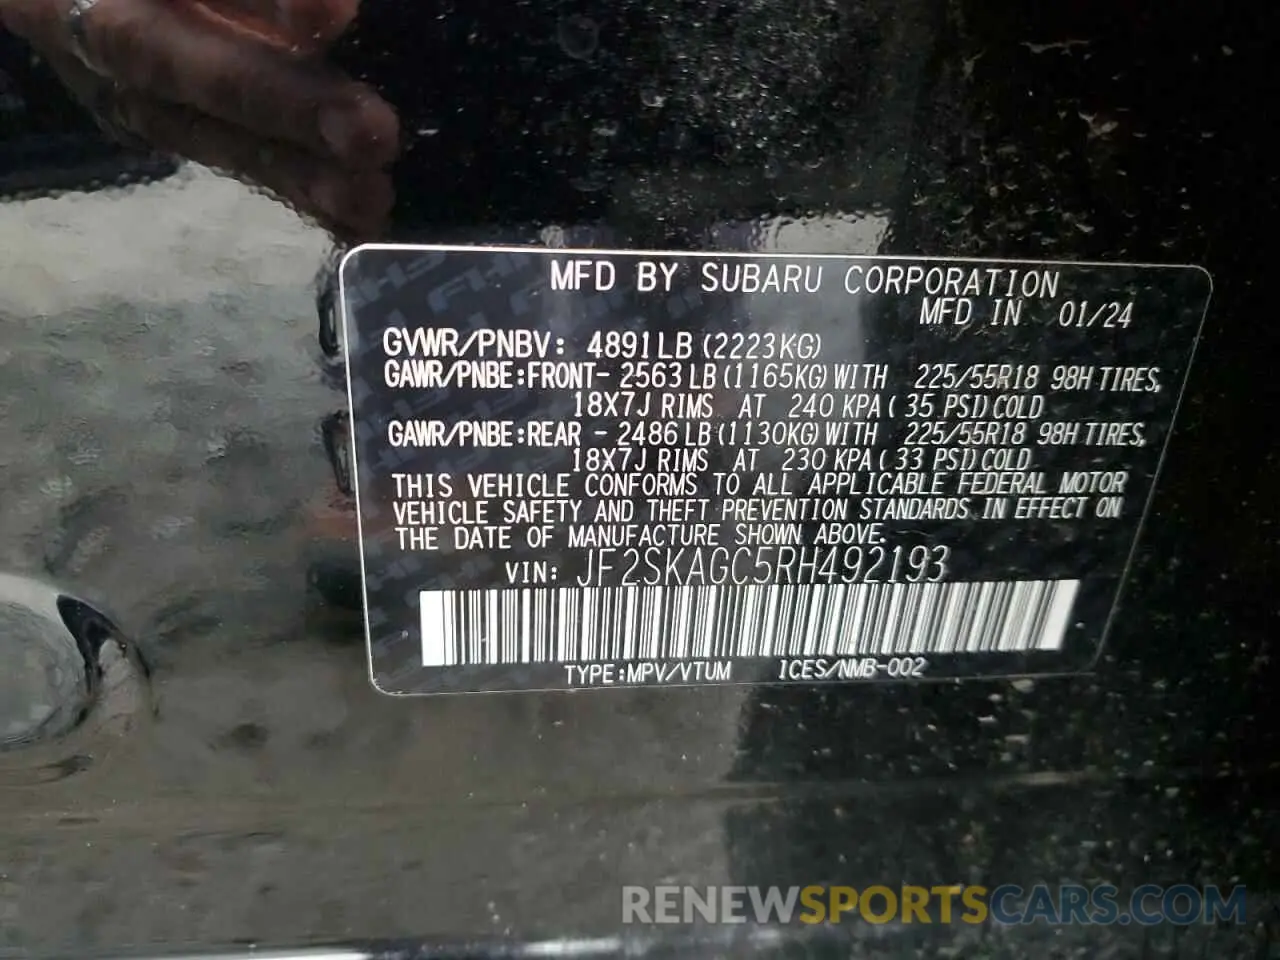 MFD BY SUBARU CORPORATION
MFD IN 01/24
GVWR/PNBV: 4891LB (2223KG)
GAWR/PNBE:FRONT- 2563LB(1165KG)WITH 225/55R18 98H TIRES,
18X7J RIMS AT 240 KPA( 35 PSI)COLD
GAWR/PNBE:REAR - 2486LB(1130KG)WITH 225/55R18 98H TIRES,
18X7J RIMS AT 230 KPA( 33 PSI)COLD
THIS VEHICLE CONFORMS TO ALL APPLICABLE FEDERAL MOTOR
VEHICLE SAFETY AND THEFT PREVENTION STANDARDS IN EFFECT ON
THE DATE OF MANUFACTURE SHOWN ABOVE.
VIN: JF2SKAGC5RH492193
TYPE:MPV/VTUM ICES/NMB-002
RENEWSPORTSCARS.COM